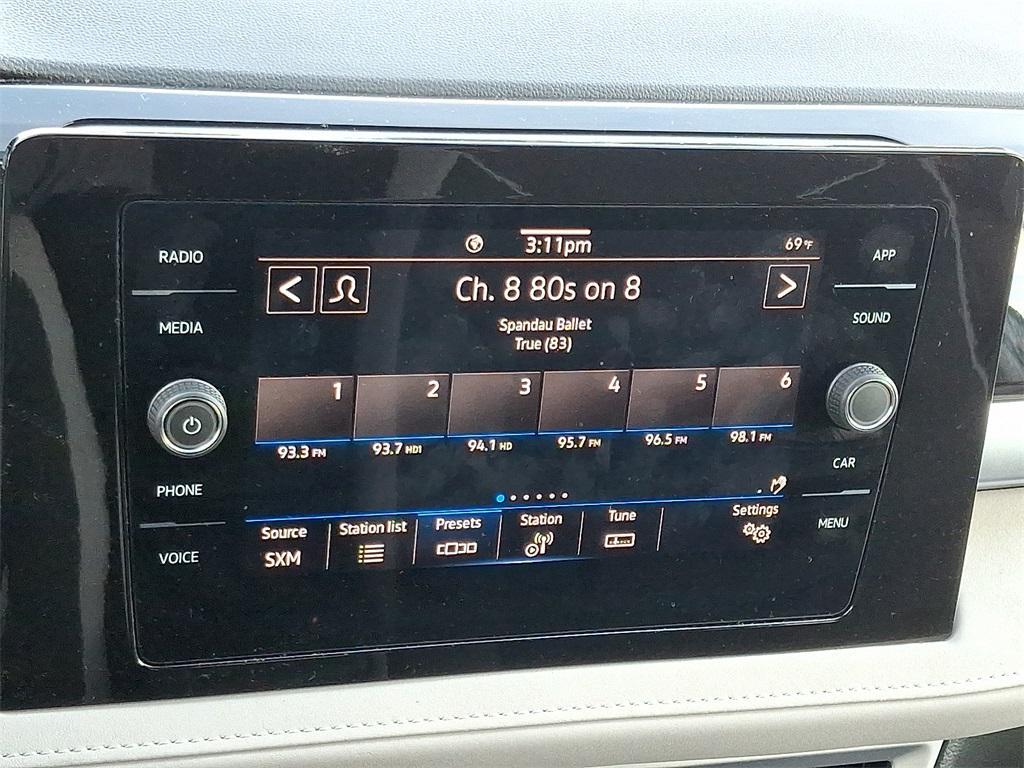 RADIO
MEDIA
PHONE
VOICE
3:11pm
69°F
< >
Ch. 8 80s on 8
Spandau Ballet
True (83)
1 2 3 4 5 6
93.3 FM 93.7 HD1 94.1 HD 95.7 FM 96.5 FM 98.1 FM
Source Station list Presets Station Tune Settings
SXM
APP
SOUND
CAR
MENU